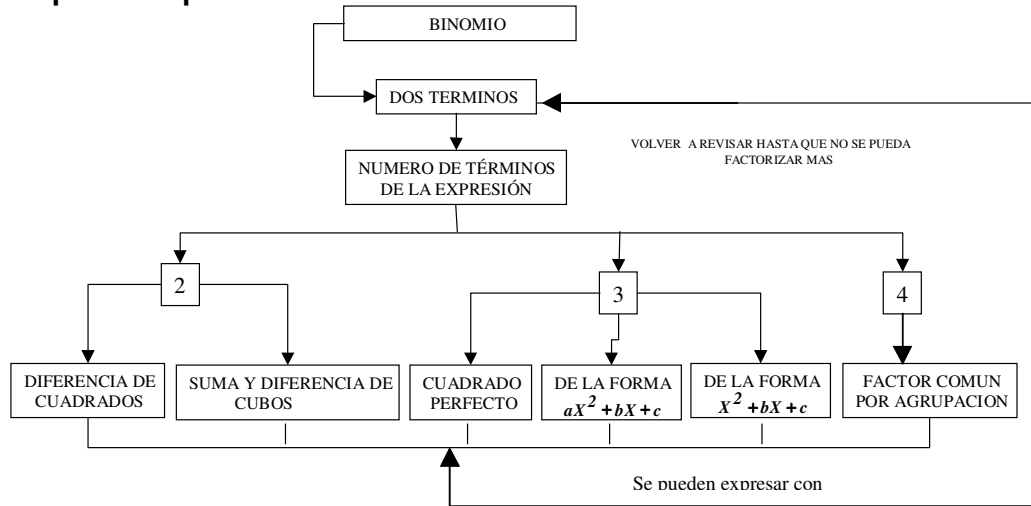 BINOMIO
DOS TERMINOS
VOLVER A REVISAR HASTA QUE NO SE PUEDA
FACTORIZAR MAS
NUMERO DE TÉRMINOS
DE LA EXPRESIÓN
2
3
4
DIFERENCIA DE
CUADRADOS
SUMA Y DIFERENCIA DE
CUBOS
CUADRADO
PERFECTO
DE LA FORMA
aX² + bX + c
DE LA FORMA
X² + bX + c
FACTOR COMUN
POR AGRUPACION
Se pueden expresar con